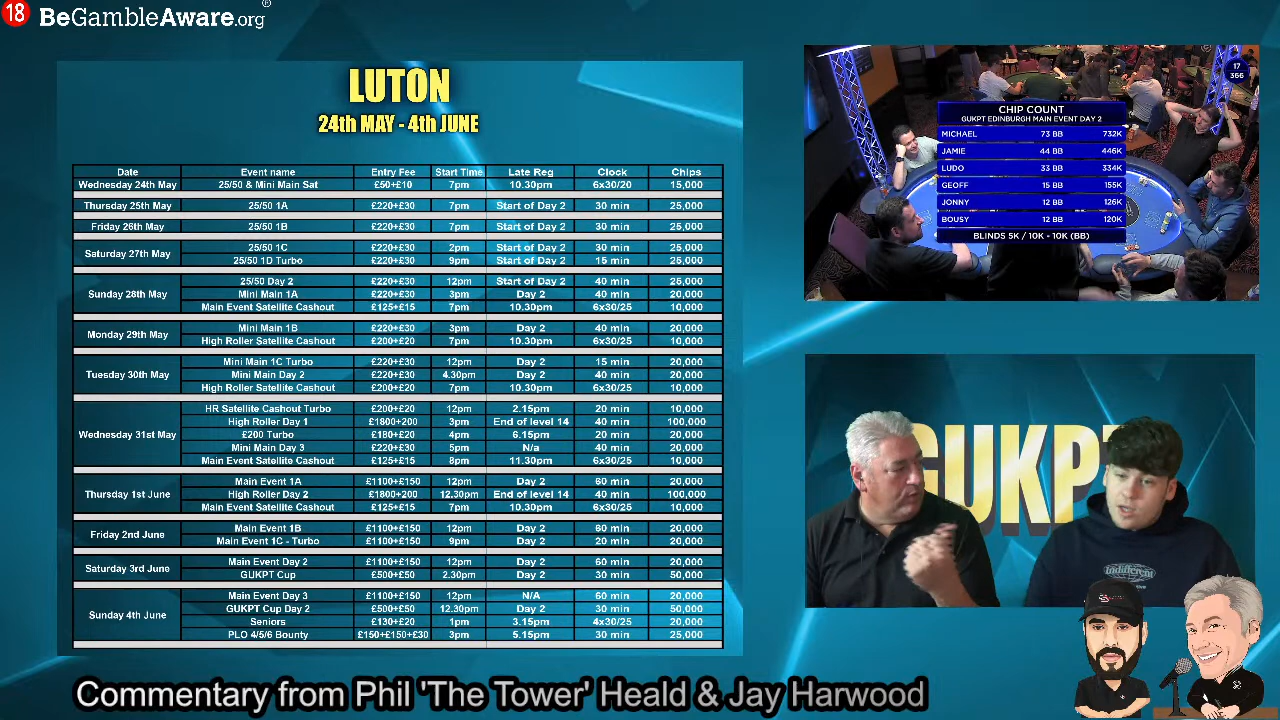 18 BeGambleAware.org®
LUTON
24th MAY - 4th JUNE
Date Event name Entry Fee Start Time Late Reg Clock Chips
Wednesday 24th May 25/50 & Mini Main Sat £50+£10 7pm 10.30pm 6x30/20 15,000
Thursday 25th May 25/50 1A £220+£30 7pm Start of Day 2 30 min 25,000
Friday 26th May 25/50 1B £220+£30 7pm Start of Day 2 30 min 25,000
Saturday 27th May 25/50 1C £220+£30 2pm Start of Day 2 30 min 25,000
25/50 1D Turbo £220+£30 9pm Start of Day 2 15 min 25,000
Sunday 28th May 25/50 Day 2 £220+£30 12pm Start of Day 2 40 min 25,000
Mini Main 1A £220+£30 3pm Day 2 40 min 20,000
Main Event Satellite Cashout £125+£15 7pm 10.30pm 6x30/25 10,000
Monday 29th May Mini Main 1B £220+£30 3pm Day 2 40 min 20,000
High Roller Satellite Cashout £200+£20 7pm 10.30pm 6x30/25 10,000
Tuesday 30th May Mini Main 1C Turbo £220+£30 12pm Day 2 15 min 20,000
Mini Main Day 2 £220+£30 4.30pm Day 2 40 min 20,000
High Roller Satellite Cashout £200+£20 7pm 10.30pm 6x30/25 10,000
Wednesday 31st May HR Satellite Cashout Turbo £200+£20 12pm 2.15pm 20 min 10,000
High Roller Day 1 £1800+200 3pm End of level 14 40 min 100,000
£200 Turbo £180+£20 4pm 6.15pm 20 min 20,000
Mini Main Day 3 £220+£30 5pm N/a 40 min 20,000
Main Event Satellite Cashout £125+£15 8pm 11.30pm 6x30/25 10,000
Thursday 1st June Main Event 1A £1100+£150 12pm Day 2 60 min 20,000
High Roller Day 2 £1800+200 12.30pm End of level 14 40 min 100,000
Main Event Satellite Cashout £125+£15 7pm 10.30pm 6x30/25 10,000
Friday 2nd June Main Event 1B £1100+£150 12pm Day 2 60 min 20,000
Main Event 1C - Turbo £1100+£150 9pm Day 2 20 min 20,000
Saturday 3rd June Main Event Day 2 £1100+£150 12pm Day 2 60 min 20,000
GUKPT Cup £500+£50 2.30pm Day 2 30 min 50,000
Sunday 4th June Main Event Day 3 £1100+£150 12pm N/A 60 min 20,000
GUKPT Cup Day 2 £500+£50 12.30pm Day 2 30 min 50,000
Seniors £130+£20 1pm 3.15pm 4x30/25 20,000
PLO 4/5/6 Bounty £150+£150+£30 3pm 5.15pm 30 min 25,000
17
366
CHIP COUNT
GUKPT EDINBURGH MAIN EVENT DAY 2
MICHAEL 73 BB 732K
JAMIE 44 BB 446K
LUDO 33 BB 334K
GEOFF 15 BB 155K
JONNY 12 BB 126K
BOUSY 12 BB 120K
BLINDS 5K / 10K - 10K (BB)
GUKPT
Indifferent
Commentary from Phil 'The Tower' Heald & Jay Harwood